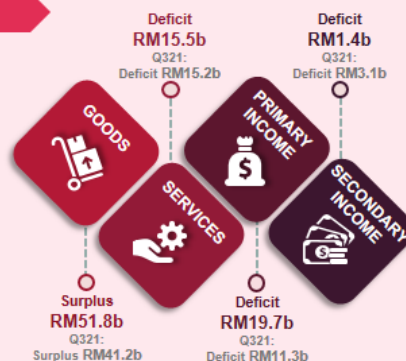 Deficit
RM15.5b
Q321:
Deficit RM15.2b
Deficit
RM1.4b
Q321:
Deficit RM3.1b
GOODS
SERVICES
PRIMARY
INCOME
SECONDARY
INCOME
Surplus
RM51.8b
Q321:
Surplus RM41.2b
Deficit
RM19.7b
Q321:
Deficit RM11.3b